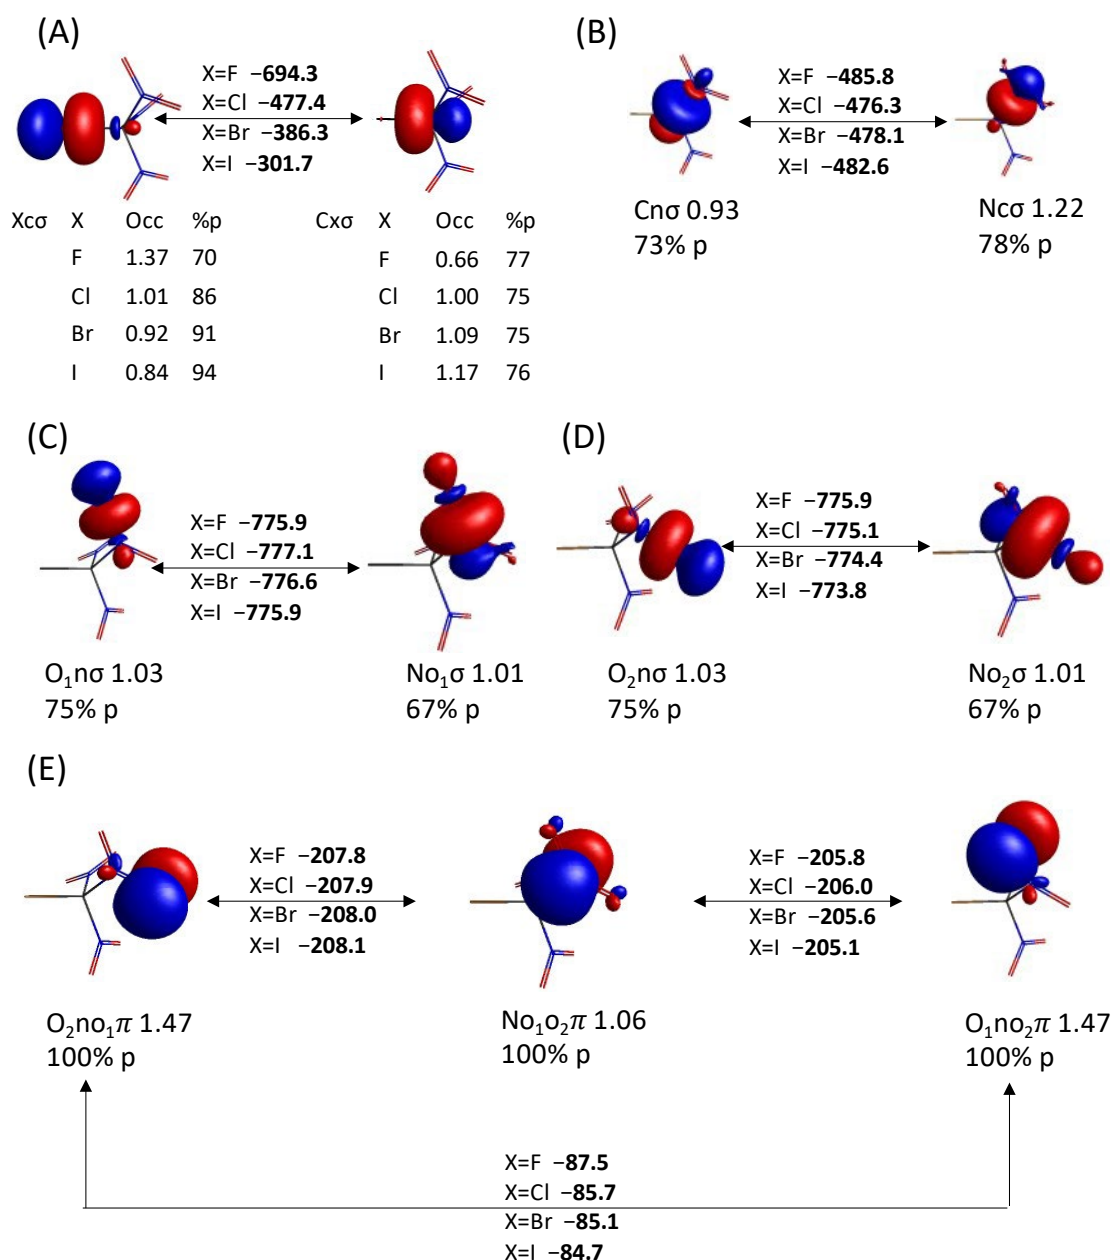 (A)
X=F −694.3
X=Cl −477.4
X=Br −386.3
X=I −301.7
Xcσ X Occ %p
F 1.37 70
Cl 1.01 86
Br 0.92 91
I 0.84 94
Cxσ X Occ %p
F 0.66 77
Cl 1.00 75
Br 1.09 75
I 1.17 76
(B)
X=F −485.8
X=Cl −476.3
X=Br −478.1
X=I −482.6
Cnσ 0.93
73% p
Ncσ 1.22
78% p
(C)
X=F −775.9
X=Cl −777.1
X=Br −776.6
X=I −775.9
O₁nσ 1.03
75% p
No₁σ 1.01
67% p
(D)
X=F −775.9
X=Cl −775.1
X=Br −774.4
X=I −773.8
O₂nσ 1.03
75% p
No₂σ 1.01
67% p
(E)
X=F −207.8
X=Cl −207.9
X=Br −208.0
X=I −208.1
X=F −205.8
X=Cl −206.0
X=Br −205.6
X=I −205.1
O₂no₁π 1.47
100% p
No₁o₂π 1.06
100% p
O₁no₂π 1.47
100% p
X=F −87.5
X=Cl −85.7
X=Br −85.1
X=I −84.7